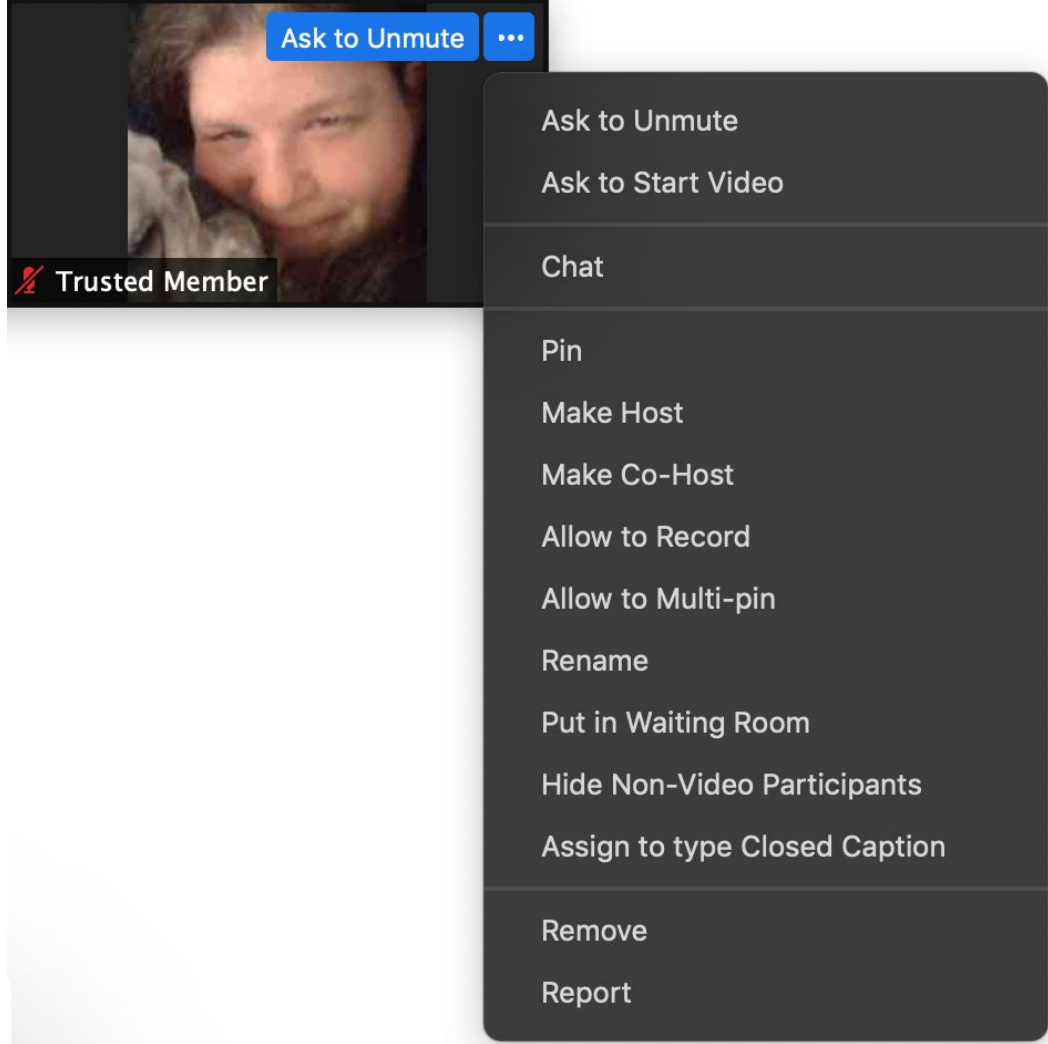 Ask to Unmute •••
Trusted Member
Ask to Unmute
Ask to Start Video
Chat
Pin
Make Host
Make Co-Host
Allow to Record
Allow to Multi-pin
Rename
Put in Waiting Room
Hide Non-Video Participants
Assign to type Closed Caption
Remove
Report